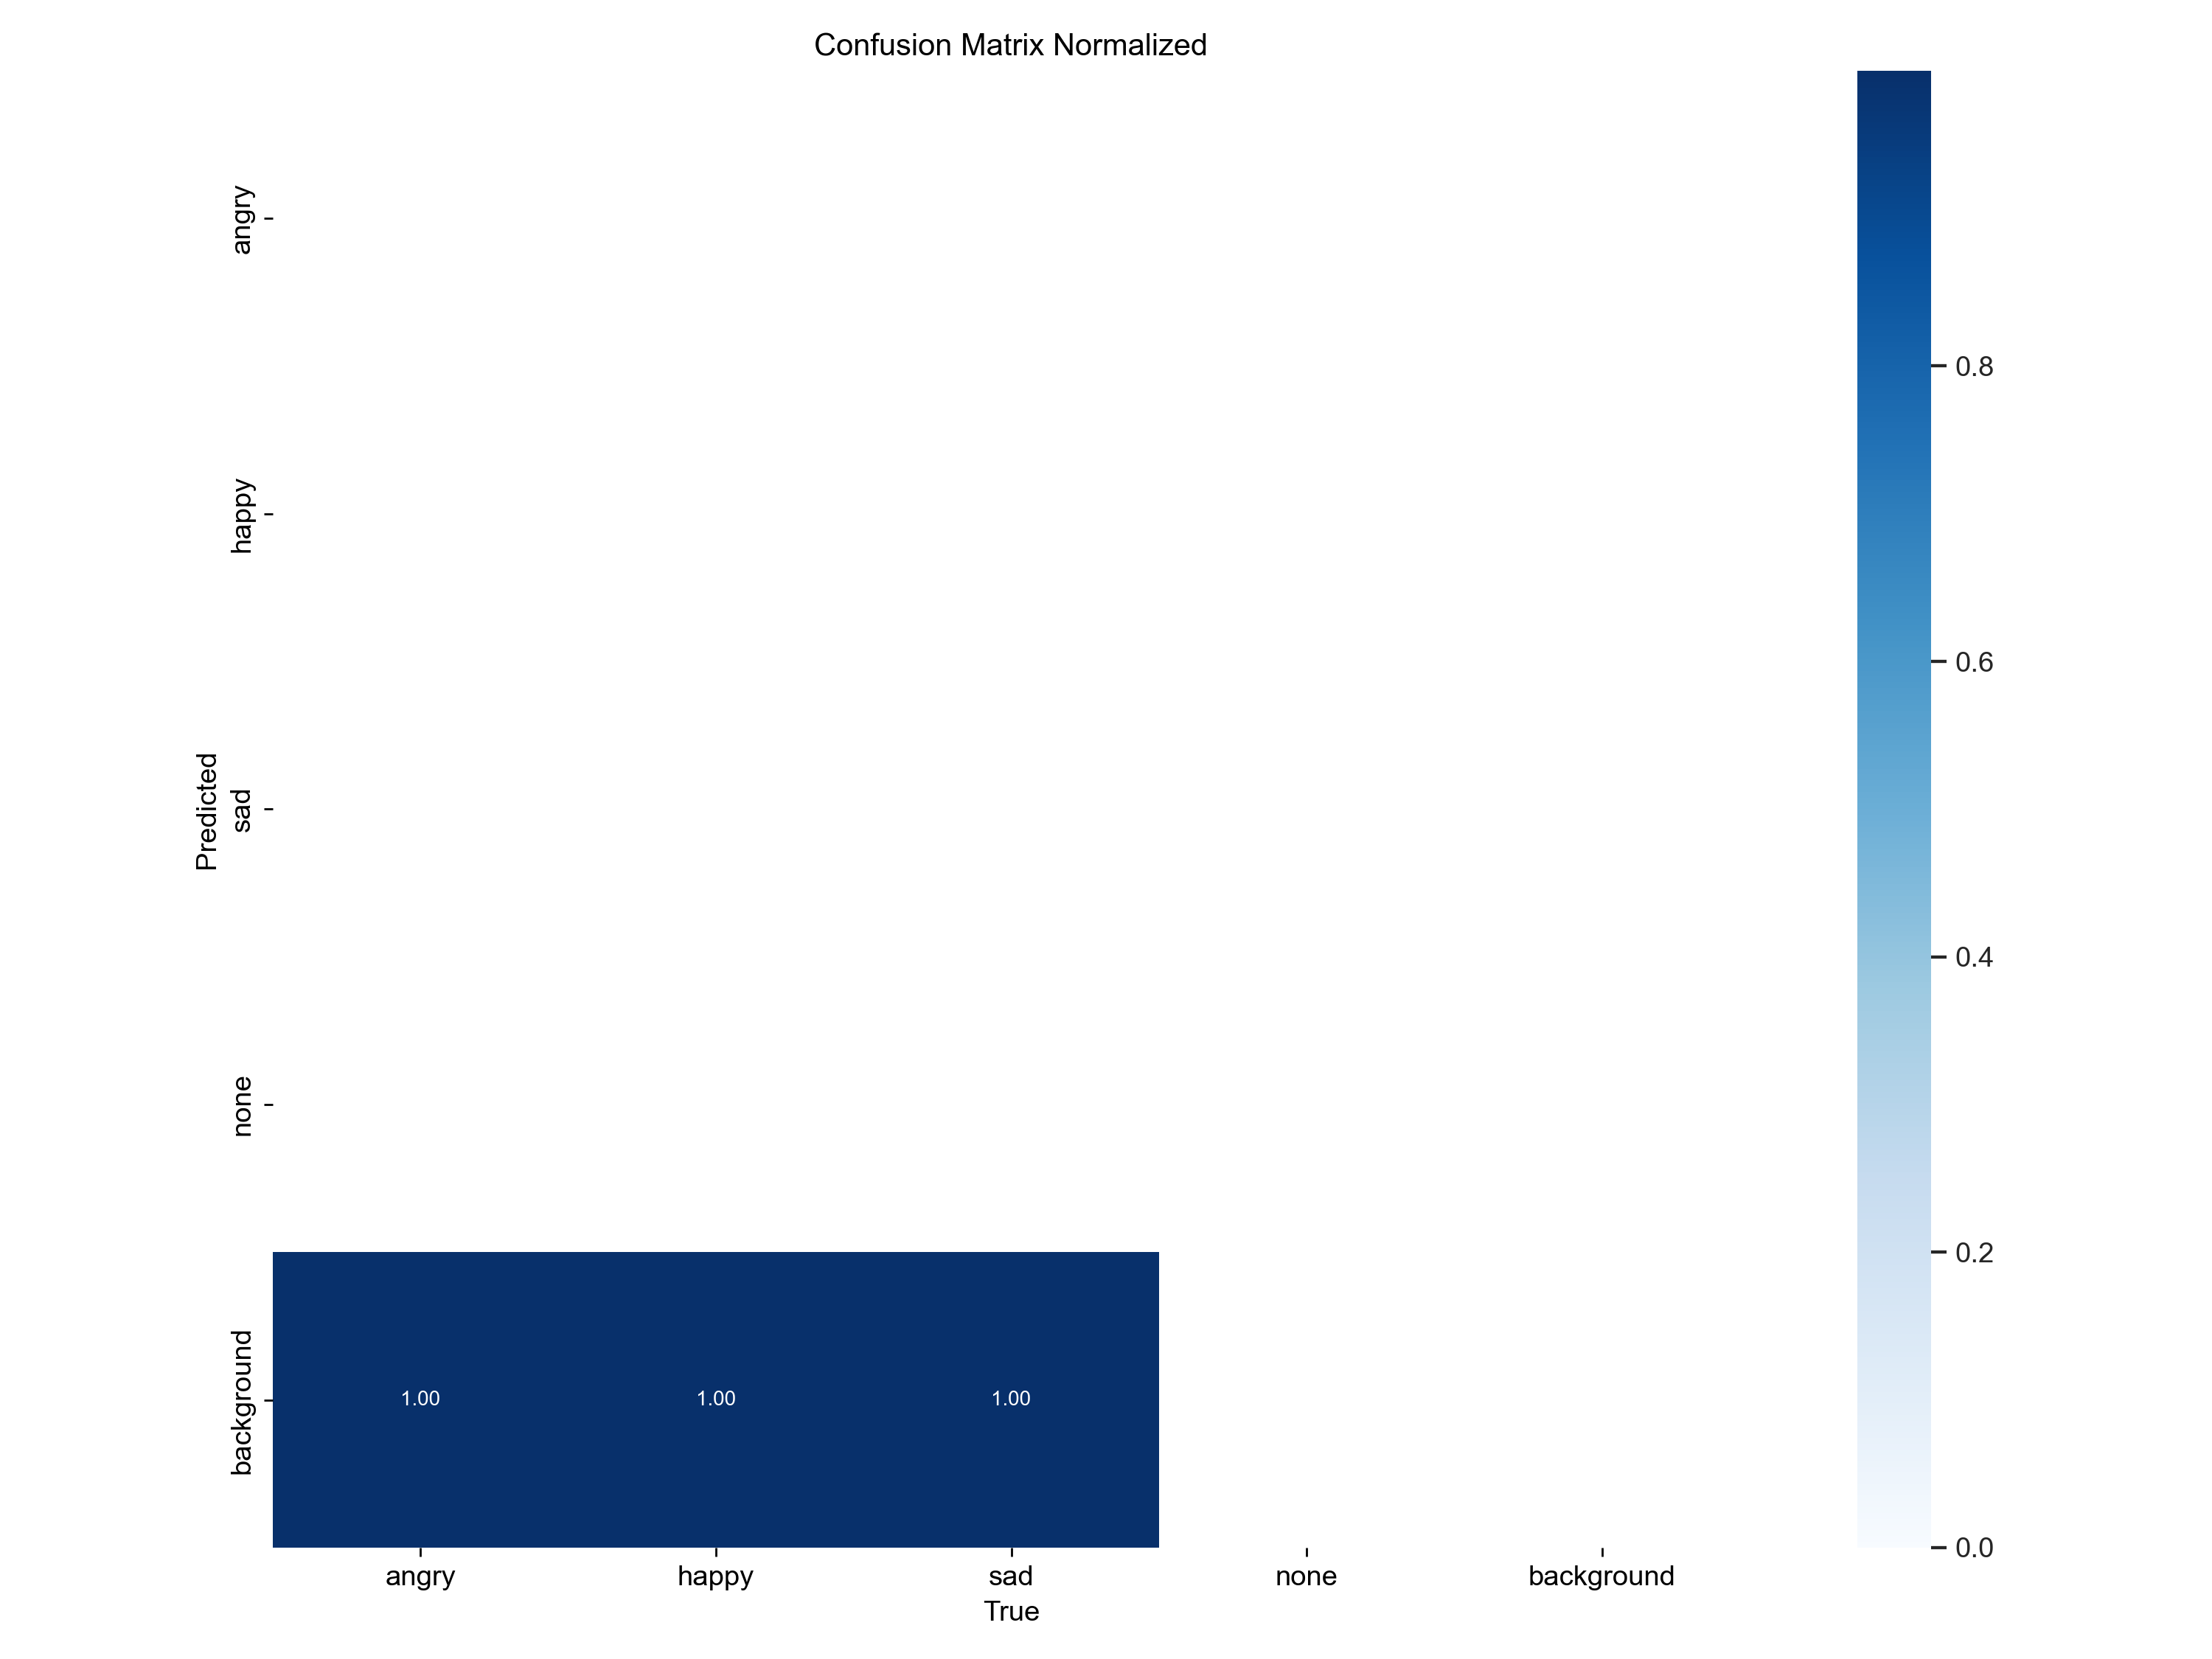 Confusion Matrix Normalized
Predicted
angry
happy
sad
none
background
1.00 1.00 1.00
angry happy sad none background
True
0.8
0.6
0.4
0.2
0.0